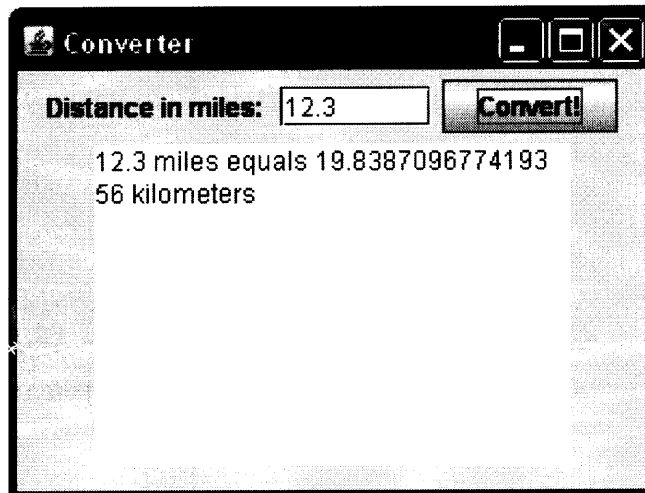 Converter
Distance in miles: 12.3 Convert!
12.3 miles equals 19.8387096774193
56 kilometers